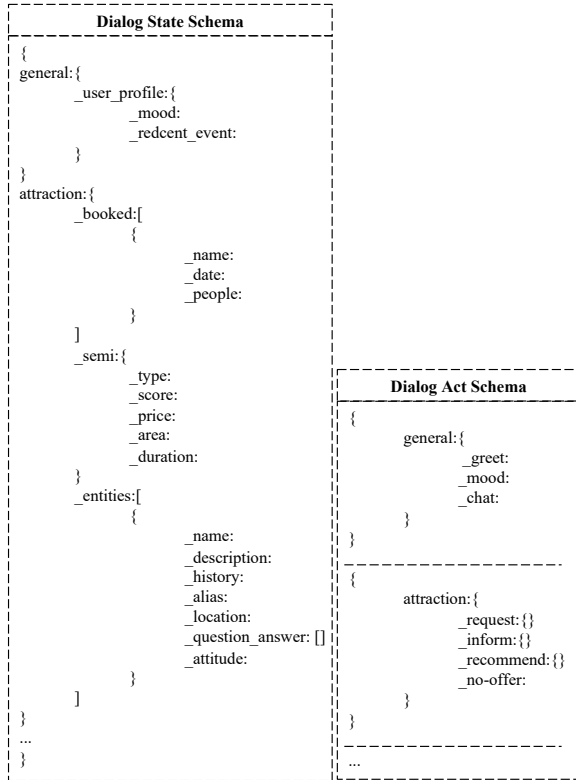 Dialog State Schema
{
general:{
_user_profile:{
_mood:
_redcent_event:
}
}
attraction:{
_booked:[
{
_name:
_date:
_people:
}
]
_semi:{
_type:
_score:
_price:
_area:
_duration:
}
_entities:[
{
_name:
_description:
_history:
_alias:
_location:
_question_answer: []
_attitude:
}
]
}
...
}
Dialog Act Schema
{
general:{
_greet:
_mood:
_chat:
}
}
{
attraction:{
_request:{}
_inform:{}
_recommend:{}
_no-offer:
}
}
...